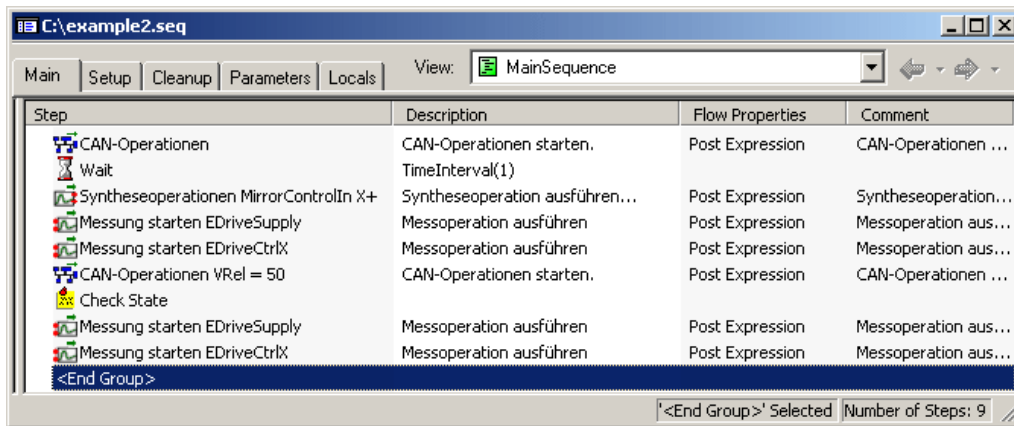 C:\example2.seq
Main Setup Cleanup Parameters Locals View: MainSequence
Step Description Flow Properties Comment
CAN-Operationen CAN-Operationen starten. Post Expression CAN-Operationen ...
Wait TimeInterval(1)
Syntheseoperationen MirrorControlIn X+ Syntheseoperation ausführen... Post Expression Syntheseoperation...
Messung starten EDriveSupply Messoperation ausführen Post Expression Messoperation aus...
Messung starten EDriveCtrlX Messoperation ausführen Post Expression Messoperation aus...
CAN-Operationen VRel = 50 CAN-Operationen starten. Post Expression CAN-Operationen ...
Check State
Messung starten EDriveSupply Messoperation ausführen Post Expression Messoperation aus...
Messung starten EDriveCtrlX Messoperation ausführen Post Expression Messoperation aus...
<End Group>
'<End Group>' Selected Number of Steps: 9